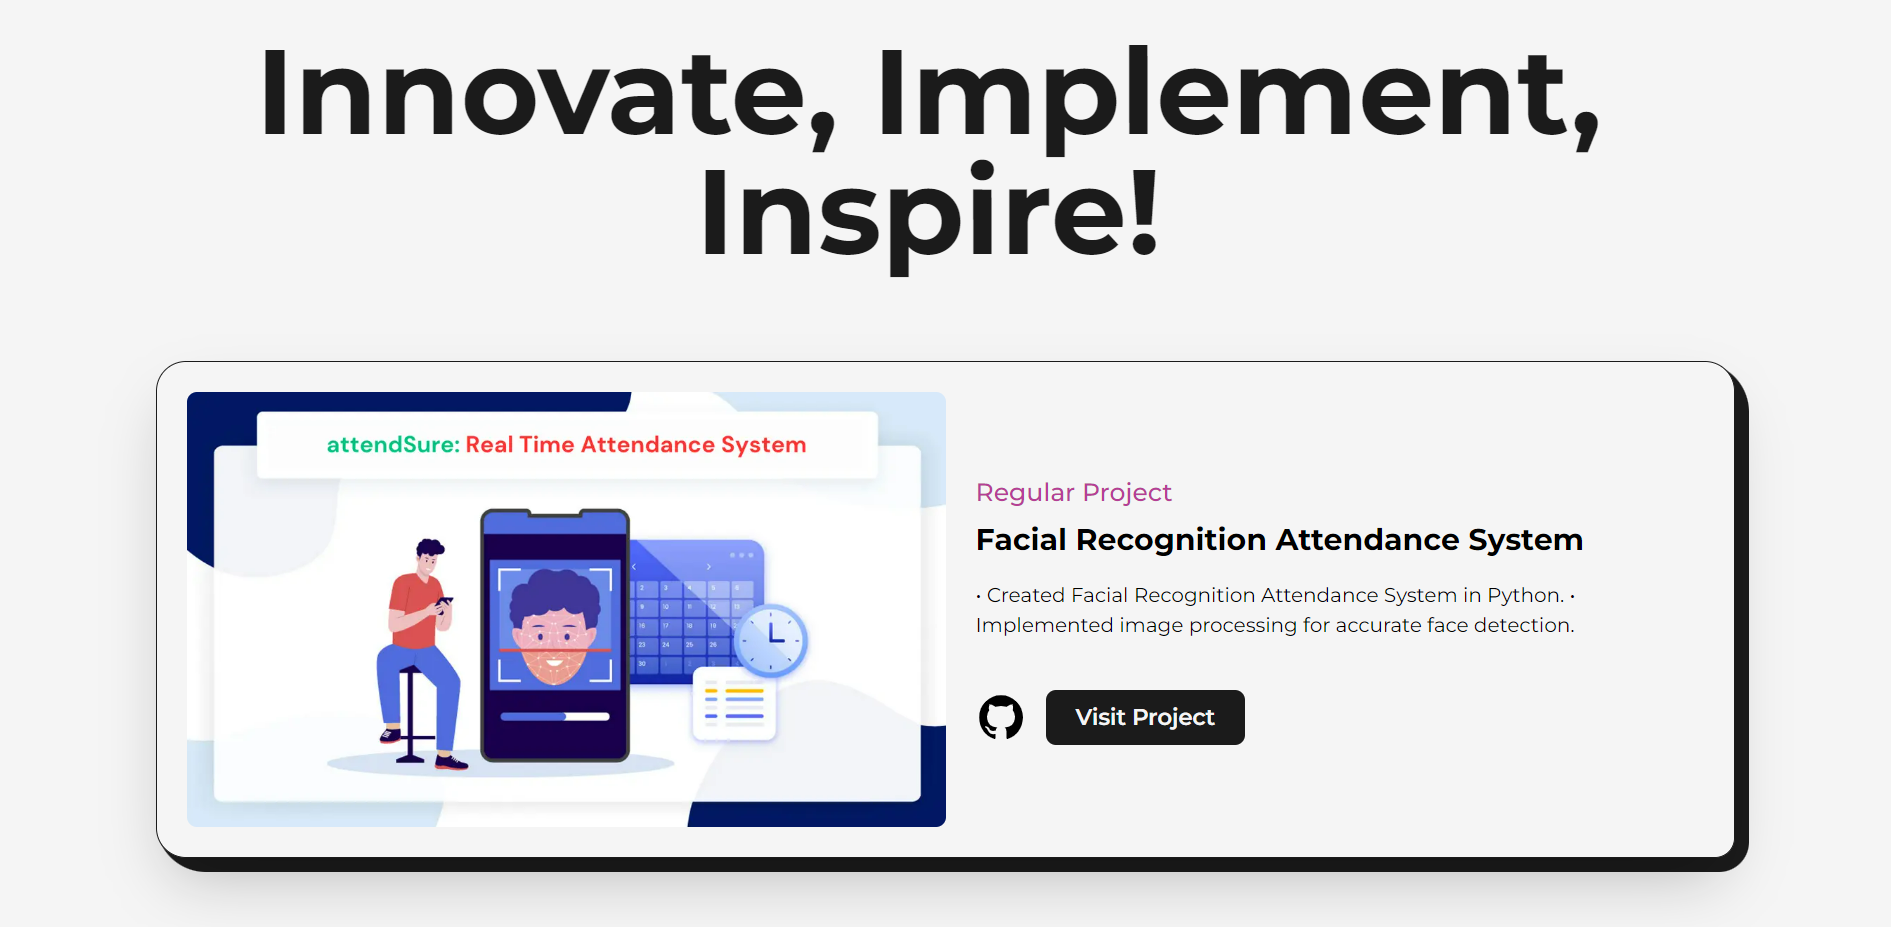 Innovate, Implement,
Inspire!
attendSure: Real Time Attendance System
Regular Project
Facial Recognition Attendance System
• Created Facial Recognition Attendance System in Python. •
Implemented image processing for accurate face detection.
Visit Project